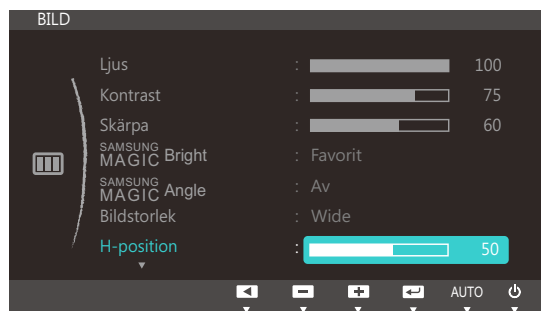 BILD
Ljus : 100
Kontrast : 75
Skärpa : 60
SAMSUNG MAGIC Bright : Favorit
SAMSUNG MAGIC Angle : Av
Bildstorlek : Wide
H-position : 50
AUTO